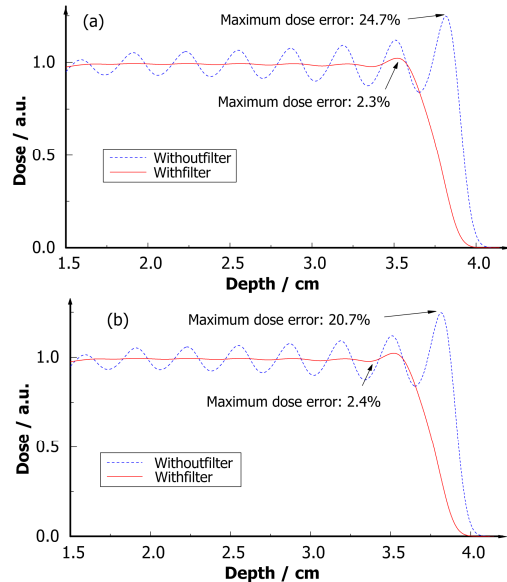 (a)
Maximum dose error: 24.7%
Maximum dose error: 2.3%
Dose / a.u.
1.0
0.5
0.0
Withoutfilter
Withfilter
1.5 2.0 2.5 3.0 3.5 4.0
Depth / cm
(b)
Maximum dose error: 20.7%
Maximum dose error: 2.4%
Dose / a.u.
1.0
0.5
0.0
Withoutfilter
Withfilter
1.5 2.0 2.5 3.0 3.5 4.0
Depth / cm